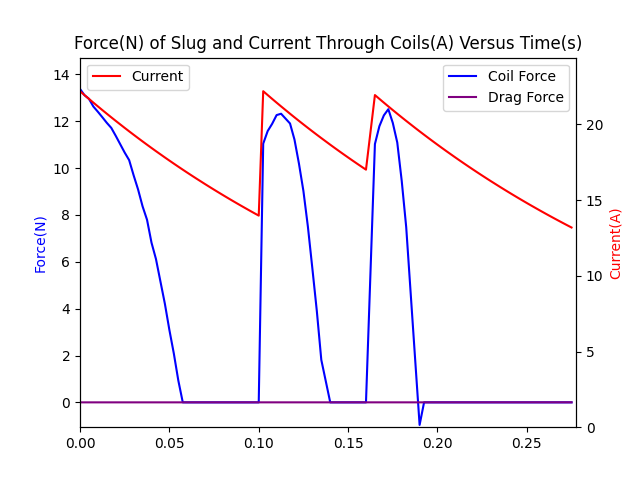 Force(N) of Slug and Current Through Coils(A) Versus Time(s)
Current
Coil Force
Drag Force
Force(N)
14
12
10
8
6
4
2
0
20
15
10
5
0
Current(A)
0.00 0.05 0.10 0.15 0.20 0.25